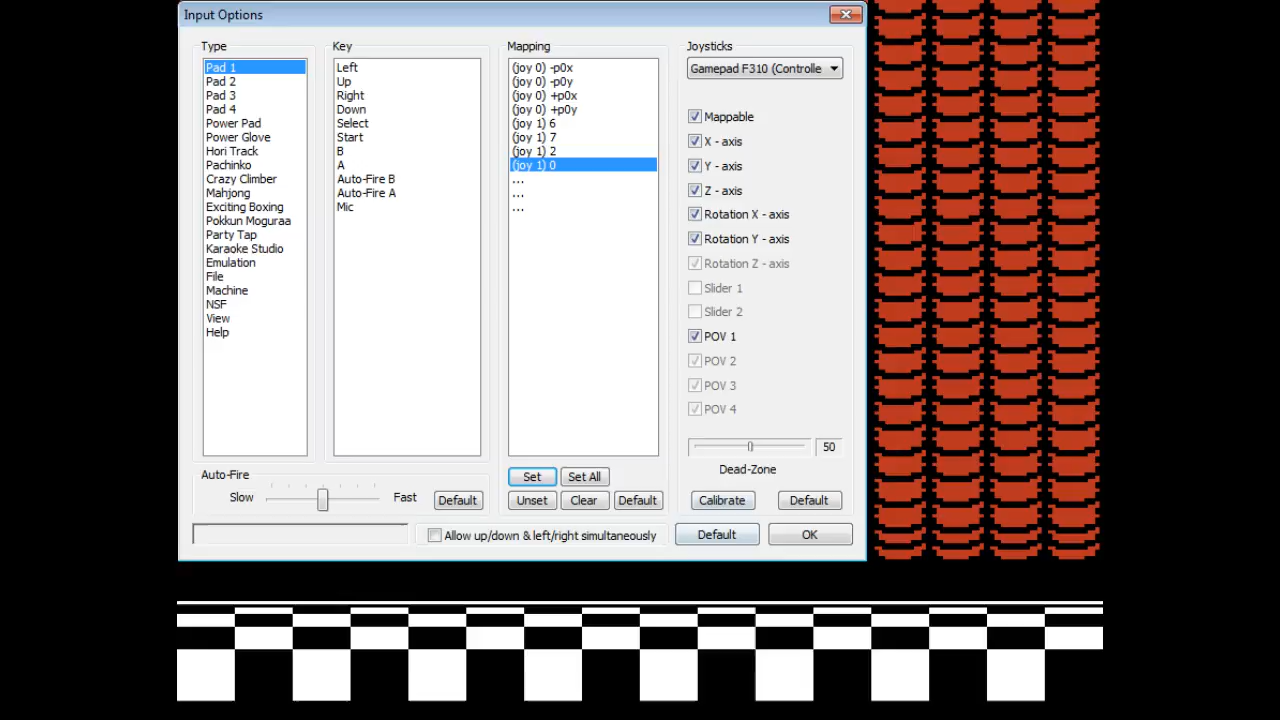 Input Options
Type
Pad 1
Pad 2
Pad 3
Pad 4
Power Pad
Power Glove
Hori Track
Pachinko
Crazy Climber
Mahjong
Exciting Boxing
Pokkun Moguraa
Party Tap
Karaoke Studio
Emulation
File
Machine
NSF
View
Help
Key
Left
Up
Right
Down
Select
Start
B
A
Auto-Fire B
Auto-Fire A
Mic
Mapping
(joy 0) -p0x
(joy 0) -p0y
(joy 0) +p0x
(joy 0) +p0y
(joy 1) 6
(joy 1) 7
(joy 1) 2
(joy 1) 0
...
...
...
Set Set All
Unset Clear Default
Joysticks
Gamepad F310 (Controlle
Mappable
X - axis
Y - axis
Z - axis
Rotation X - axis
Rotation Y - axis
Rotation Z - axis
Slider 1
Slider 2
POV 1
POV 2
POV 3
POV 4
50
Dead-Zone
Calibrate Default
Auto-Fire
Slow Fast Default
Allow up/down & left/right simultaneously
Default OK